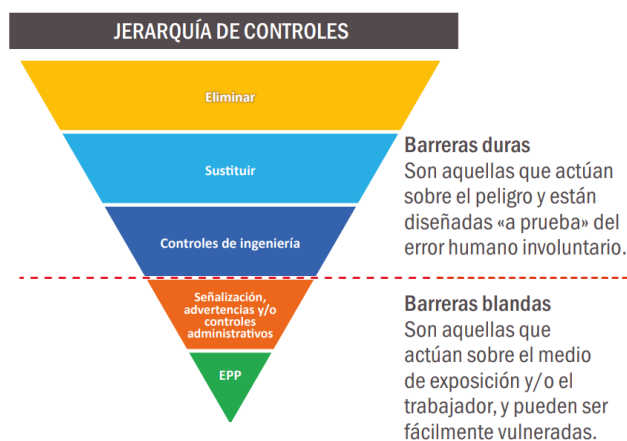 JERARQUÍA DE CONTROLES
Eliminar
Sustituir
Controles de ingeniería
Barreras duras
Son aquellas que actúan
sobre el peligro y están
diseñadas «a prueba» del
error humano involuntario.
Señalización,
advertencias y/o
controles
administrativos
EPP
Barreras blandas
Son aquellas que
actúan sobre el medio
de exposición y/o el
trabajador, y pueden ser
fácilmente vulneradas.